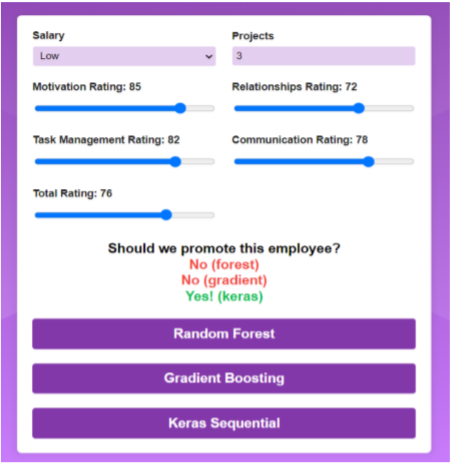 Salary
Projects
Low
3
Motivation Rating: 85
Relationships Rating: 72
Task Management Rating: 82
Communication Rating: 78
Total Rating: 76
Should we promote this employee?
No (forest)
No (gradient)
Yes! (keras)
Random Forest
Gradient Boosting
Keras Sequential